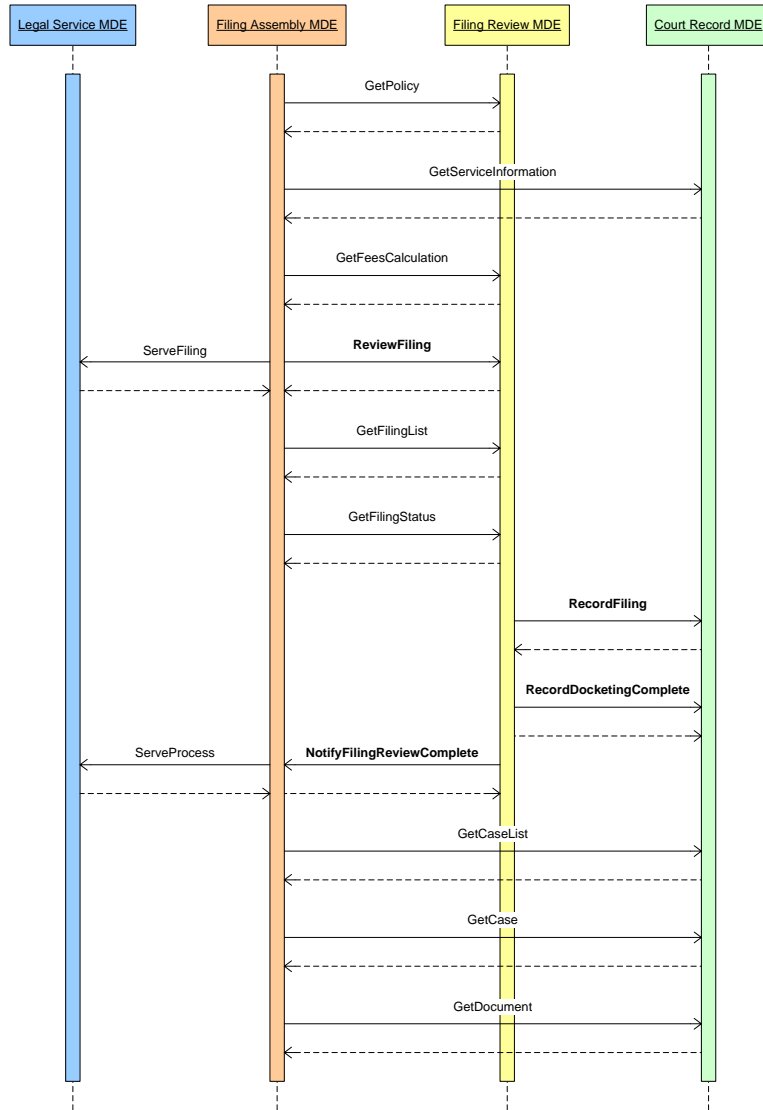 Legal Service MDE
Filing Assembly MDE
Filing Review MDE
Court Record MDE
GetPolicy
GetServiceInformation
GetFeesCalculation
ServeFiling
ReviewFiling
GetFilingList
GetFilingStatus
RecordFiling
RecordDocketingComplete
ServeProcess
NotifyFilingReviewComplete
GetCaseList
GetCase
GetDocument